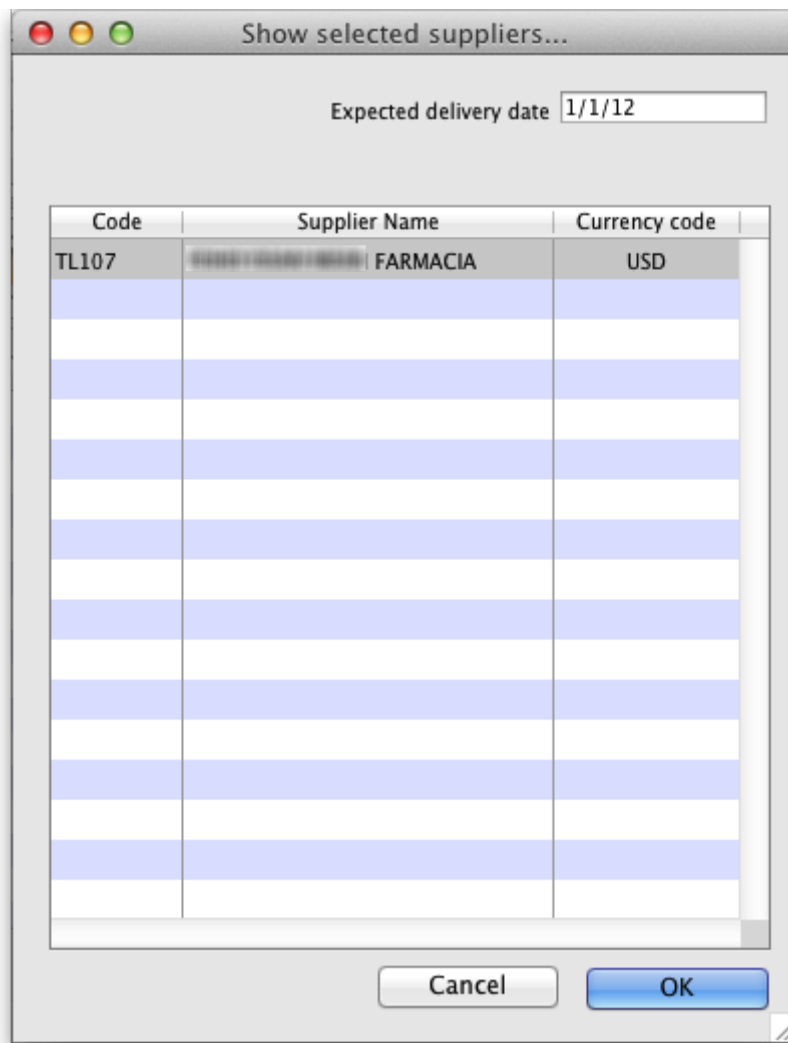 Show selected suppliers...
Expected delivery date 1/1/12
Code Supplier Name Currency code
TL107 FARMACIA USD
Cancel OK